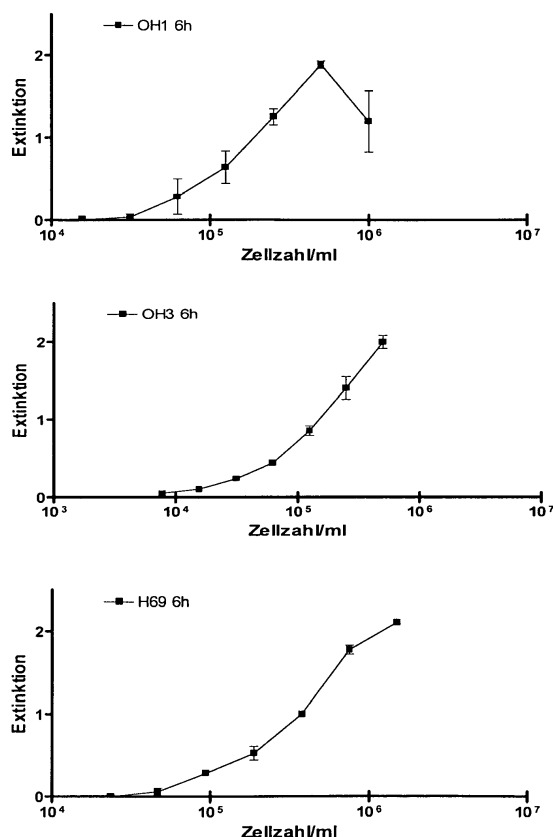 OH1 6h
Extinktion
2
1
0
10⁴ 10⁵ 10⁶ 10⁷
Zellzahl/ml
OH3 6h
Extinktion
2
1
0
10³ 10⁴ 10⁵ 10⁶ 10⁷
Zellzahl/ml
H69 6h
Extinktion
2
1
0
10⁴ 10⁵ 10⁶ 10⁷
Zellzahl/ml